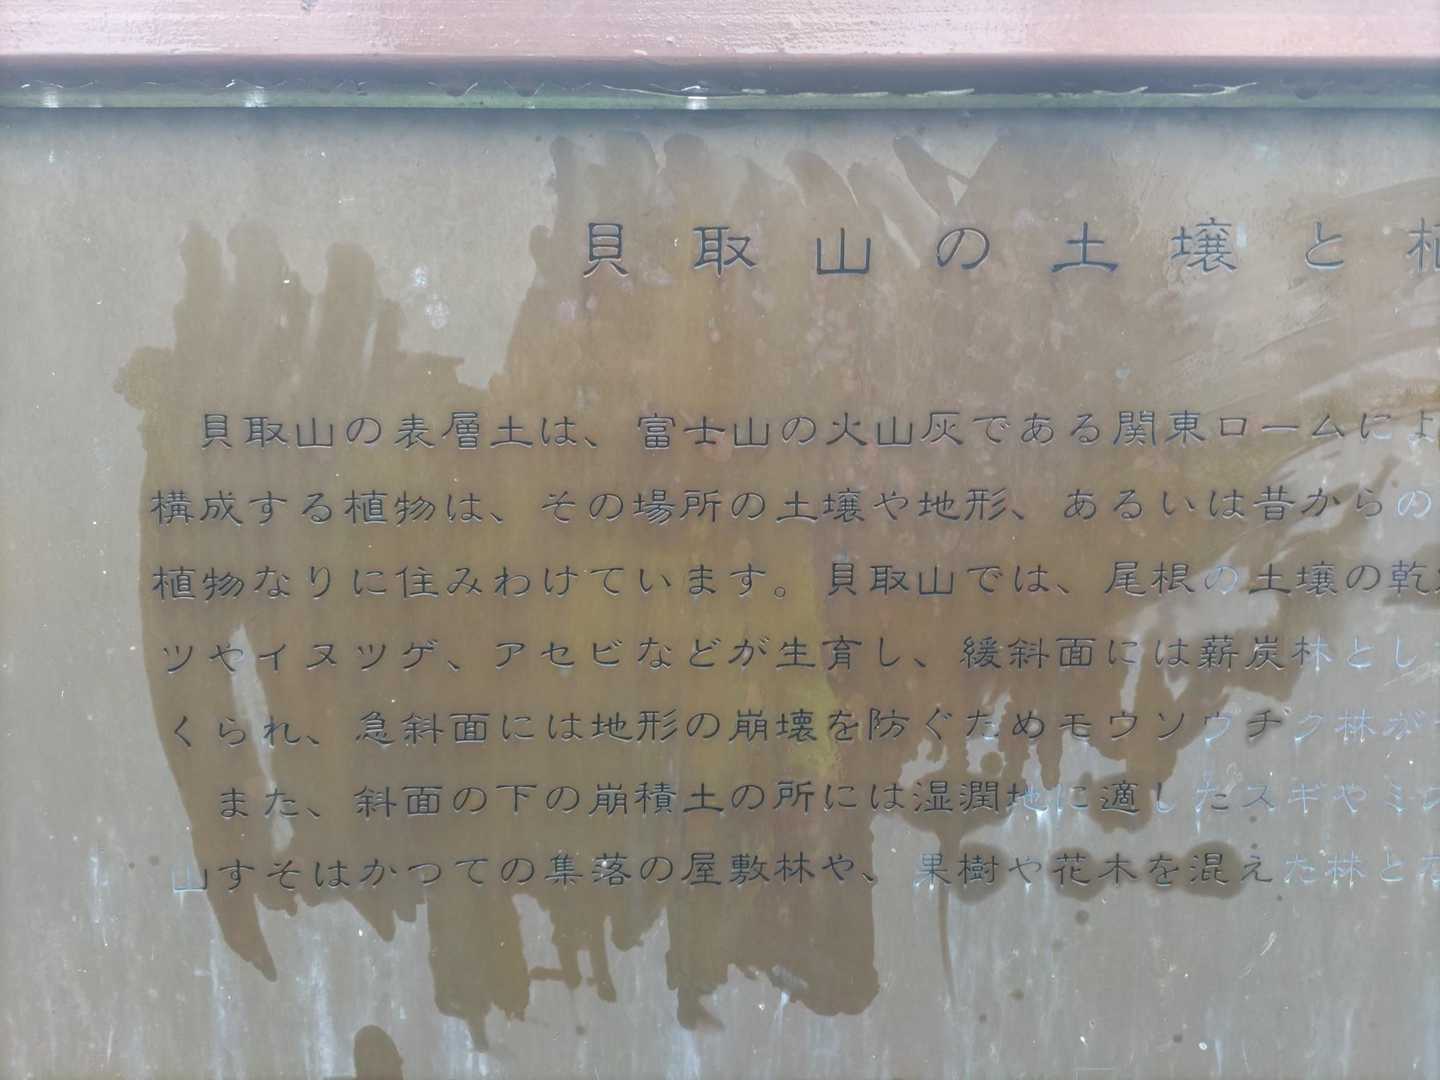 貝取山の土壌と植
貝取山の表層土は、富士山の火山灰である関東ロームによ
構成する植物は、その場所の土壌や地形、あるいは昔からの
植物なりに住みわけています。貝取山では、尾根の土壌の乾
ツやイヌツゲ、アセビなどが生育し、緩斜面には薪炭林とし
くられ、急斜面には地形の崩壊を防ぐためモウソウヂク林が
また、斜面の下の崩積土の所には湿潤地に適したスギやミズ
山すそはかつての集落の屋敷林や、果樹や花木を混えた林とな